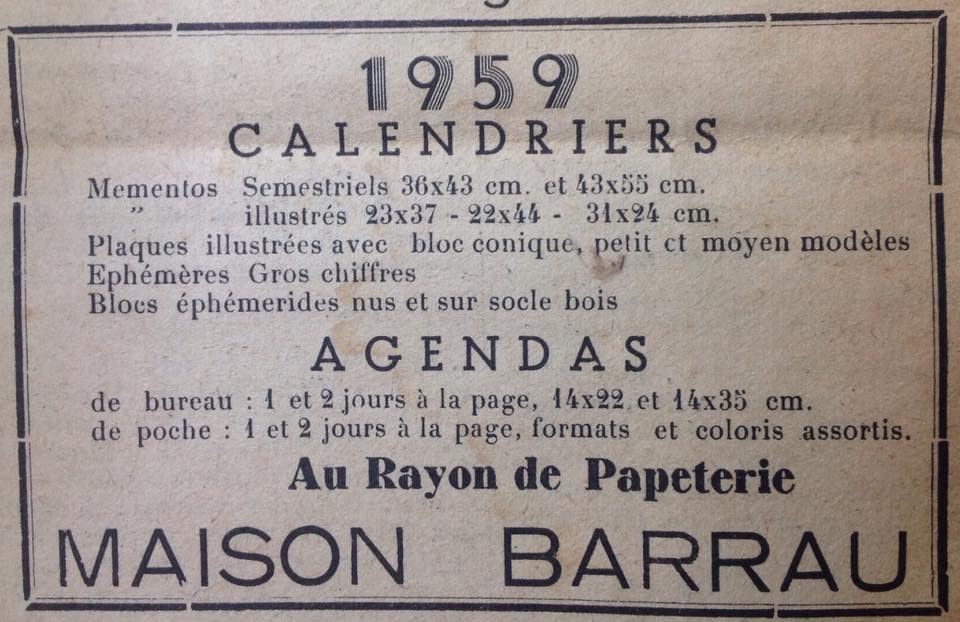 1959
CALENDRIERS
Mementos Semestriels 36x43 cm. et 43x55 cm.
" illustrés 23x37 - 22x44 - 31x24 cm.
Plaques illustrées avec bloc conique, petit et moyen modèles
Ephémères Gros chiffres
Blocs éphémerides nus et sur socle bois
AGENDAS
de bureau : 1 et 2 jours à la page, 14x22 et 14x35 cm.
de poche : 1 et 2 jours à la page, formats et coloris assortis.
Au Rayon de Papeterie
MAISON BARRAU